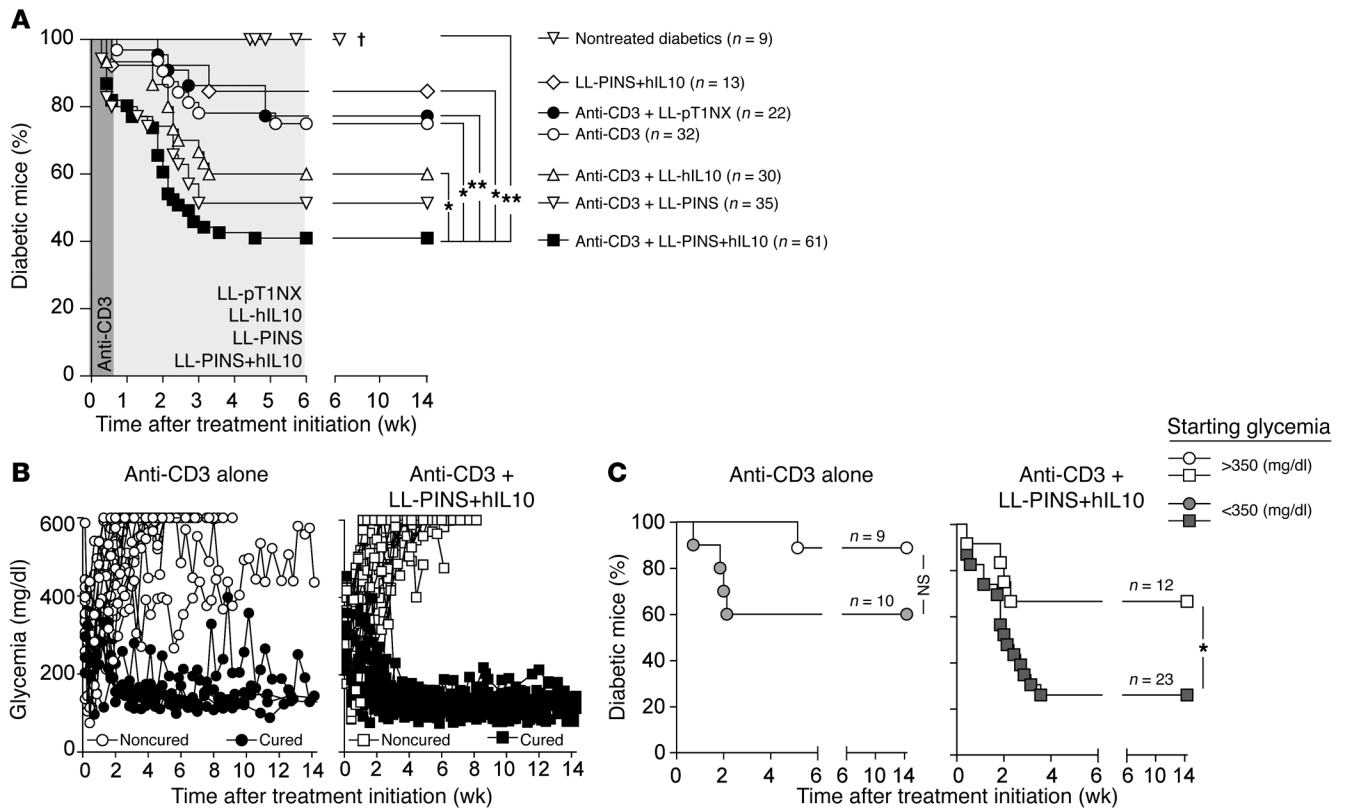 A
Diabetic mice (%)
100
80
60
40
20
0
Anti-CD3
LL-pT1NX
LL-hIL10
LL-PINS
LL-PINS+hIL10
†
*
*
**
*
**
0 1 2 3 4 5 6 6 10 14
Time after treatment initiation (wk)
Nontreated diabetics (n = 9)
LL-PINS+hIL10 (n = 13)
Anti-CD3 + LL-pT1NX (n = 22)
Anti-CD3 (n = 32)
Anti-CD3 + LL-hIL10 (n = 30)
Anti-CD3 + LL-PINS (n = 35)
Anti-CD3 + LL-PINS+hIL10 (n = 61)
B
Anti-CD3 alone
Anti-CD3 +
LL-PINS+hIL10
Glycemia (mg/dl)
600
400
200
0
Noncured Cured
Noncured Cured
0 2 4 6 8 10 12 14
0 2 4 6 8 10 12 14
Time after treatment initiation (wk)
C
Anti-CD3 alone
Anti-CD3 +
LL-PINS+hIL10
Starting glycemia
>350 (mg/dl)
<350 (mg/dl)
Diabetic mice (%)
100
80
60
40
20
0
n = 9
n = 10
NS
n = 12
n = 23
*
0 2 4 6 6 10 14
0 2 4 6 6 10 14
Time after treatment initiation (wk)